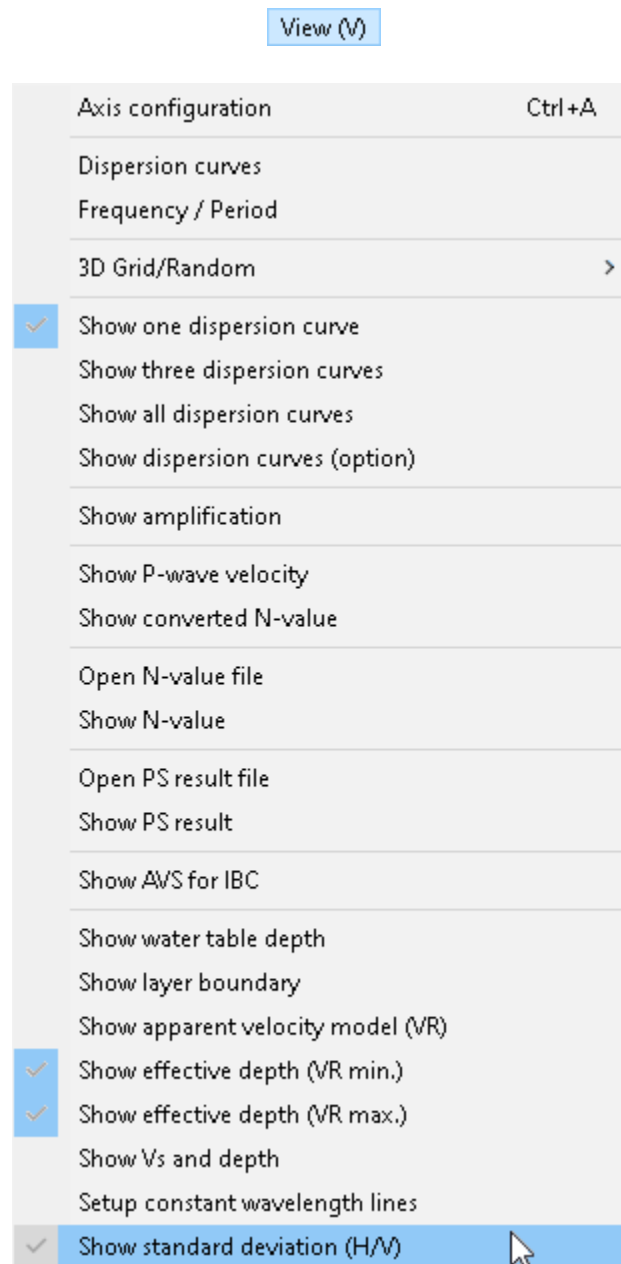 View (V)
Axis configuration Ctrl+A
Dispersion curves
Frequency / Period
3D Grid/Random
Show one dispersion curve
Show three dispersion curves
Show all dispersion curves
Show dispersion curves (option)
Show amplification
Show P-wave velocity
Show converted N-value
Open N-value file
Show N-value
Open PS result file
Show PS result
Show AVS for IBC
Show water table depth
Show layer boundary
Show apparent velocity model (VR)
Show effective depth (VR min.)
Show effective depth (VR max.)
Show Vs and depth
Setup constant wavelength lines
Show standard deviation (H/V)